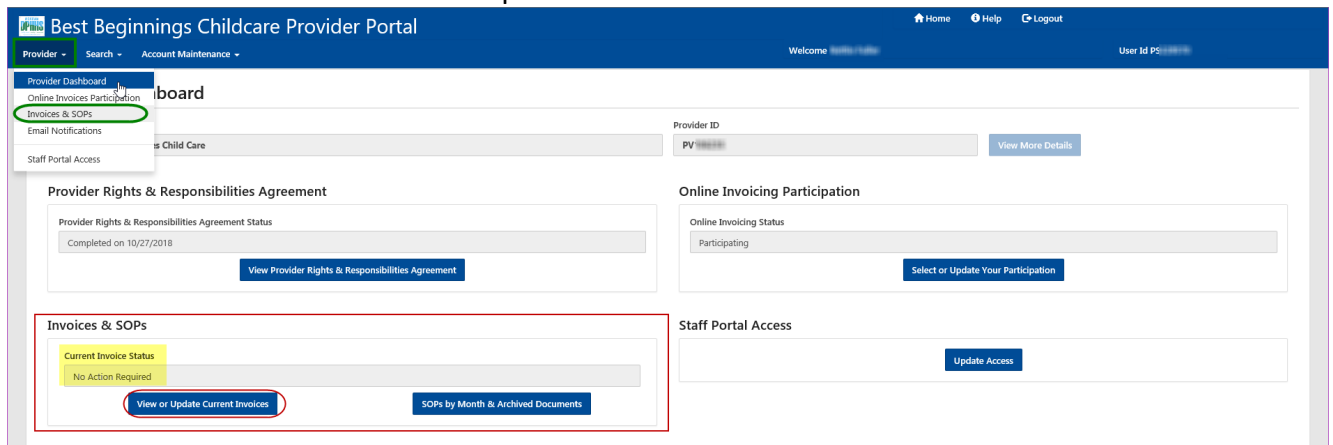 Best Beginnings Childcare Provider Portal
Home Help Logout
Provider Search Account Maintenance
Welcome
User Id PS
Provider Dashboard
Online Invoices Participation
Invoices & SOPs
Email Notifications
Staff Portal Access
board
s Child Care
Provider ID
PV
View More Details
Provider Rights & Responsibilities Agreement
Provider Rights & Responsibilities Agreement Status
Completed on 10/27/2018
View Provider Rights & Responsibilities Agreement
Online Invoicing Participation
Online Invoicing Status
Participating
Select or Update Your Participation
Invoices & SOPs
Current Invoice Status
No Action Required
View or Update Current Invoices
SOPs by Month & Archived Documents
Staff Portal Access
Update Access